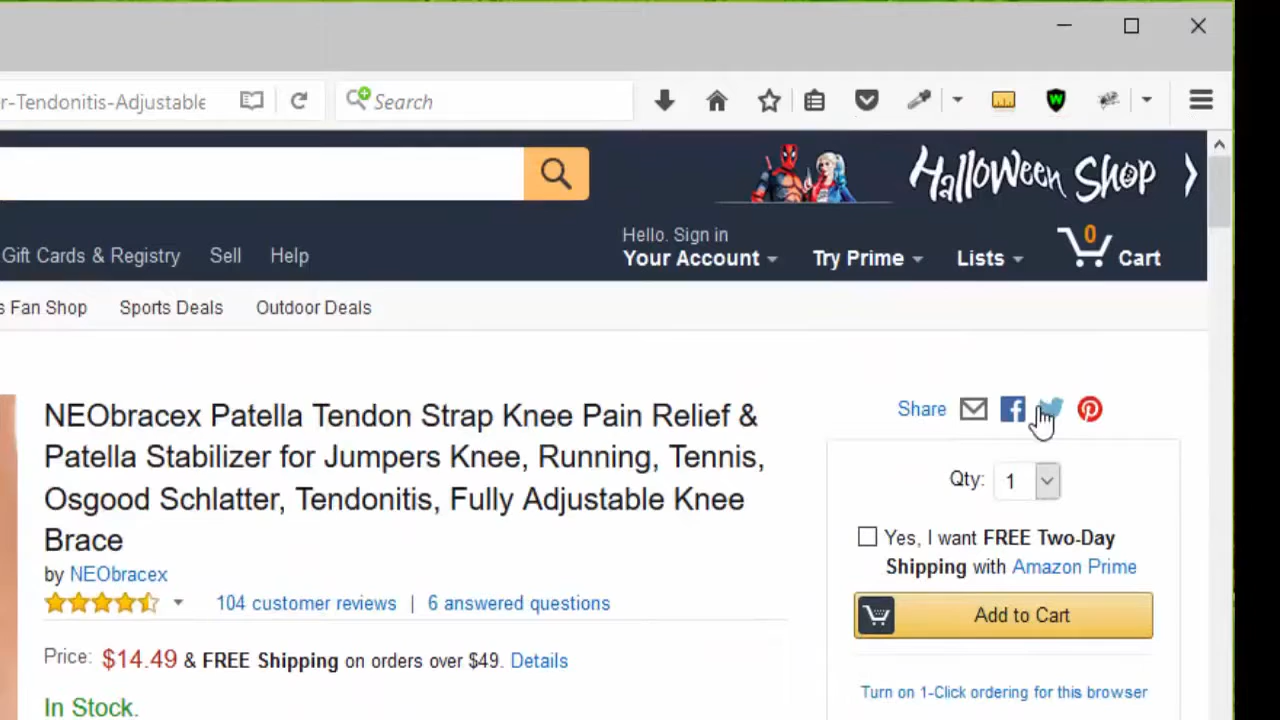 r-Tendonitis-Adjustable
Search
Halloween Shop
Hello. Sign in
Gift Cards & Registry Sell Help
Your Account Try Prime Lists 0 Cart
s Fan Shop Sports Deals Outdoor Deals
NEObracex Patella Tendon Strap Knee Pain Relief &
Patella Stabilizer for Jumpers Knee, Running, Tennis,
Osgood Schlatter, Tendonitis, Fully Adjustable Knee
Brace
by NEObracex
104 customer reviews | 6 answered questions
Price: $14.49 & FREE Shipping on orders over $49. Details
In Stock.
Share
Qty: 1
Yes, I want FREE Two-Day
Shipping with Amazon Prime
Add to Cart
Turn on 1-Click ordering for this browser